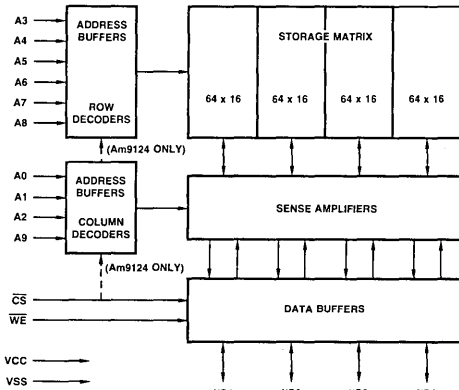 A3
A4
A5
A6
A7
A8
ADDRESS
BUFFERS
ROW
DECODERS
STORAGE MATRIX
64 x 16
64 x 16
64 x 16
64 x 16
(Am9124 ONLY)
A0
A1
A2
A9
ADDRESS
BUFFERS
COLUMN
DECODERS
SENSE AMPLIFIERS
(Am9124 ONLY)
CS
WE
DATA BUFFERS
VCC
VSS